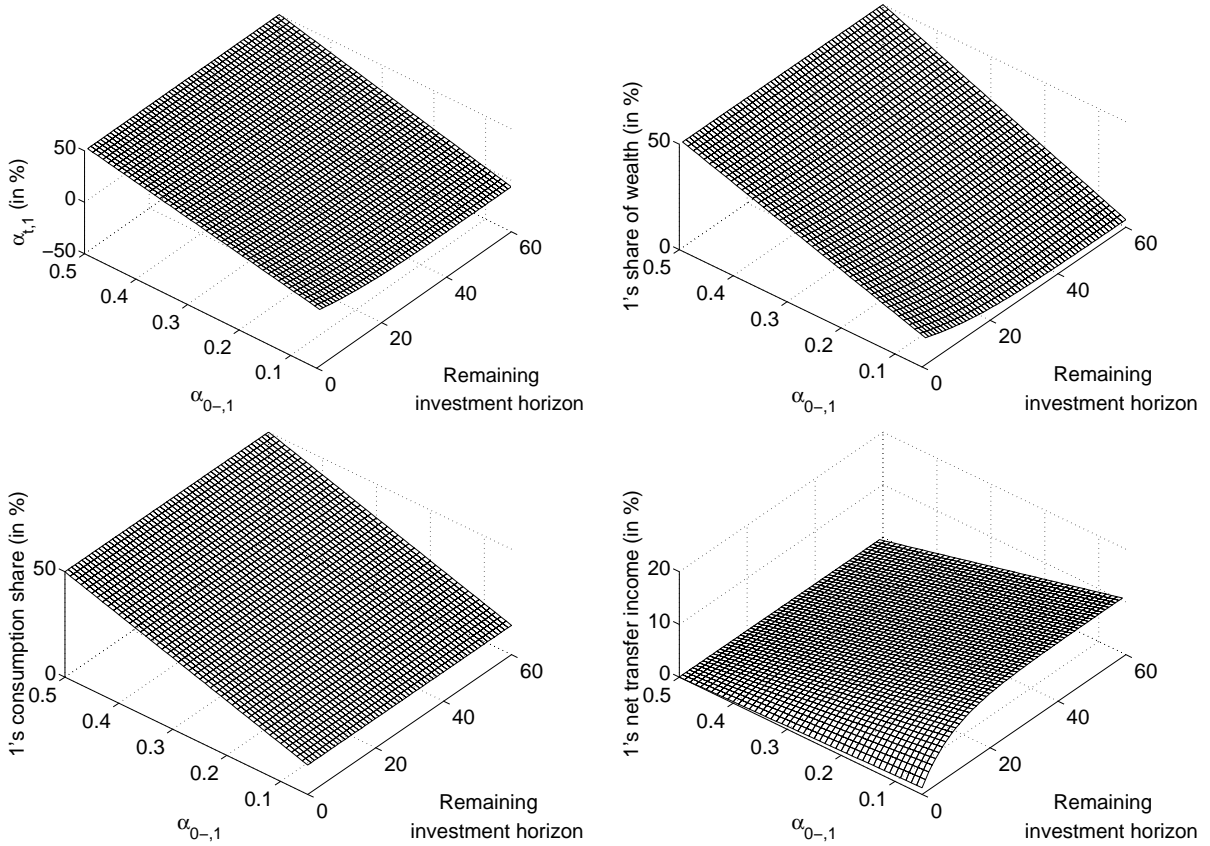 α_{t,1} (in %)
50
0
−50
0.5
0.4
0.3
0.2
0.1
α_{0−,1}
0
20
40
60
Remaining
investment horizon
1's share of wealth (in %)
50
0
0.5
0.4
0.3
0.2
0.1
α_{0−,1}
0
20
40
60
Remaining
investment horizon
1's consumption share (in %)
50
0
0.5
0.4
0.3
0.2
0.1
α_{0−,1}
0
20
40
60
Remaining
investment horizon
1's net transfer income (in %)
20
10
0
0.5
0.4
0.3
0.2
0.1
α_{0−,1}
0
20
40
60
Remaining
investment horizon